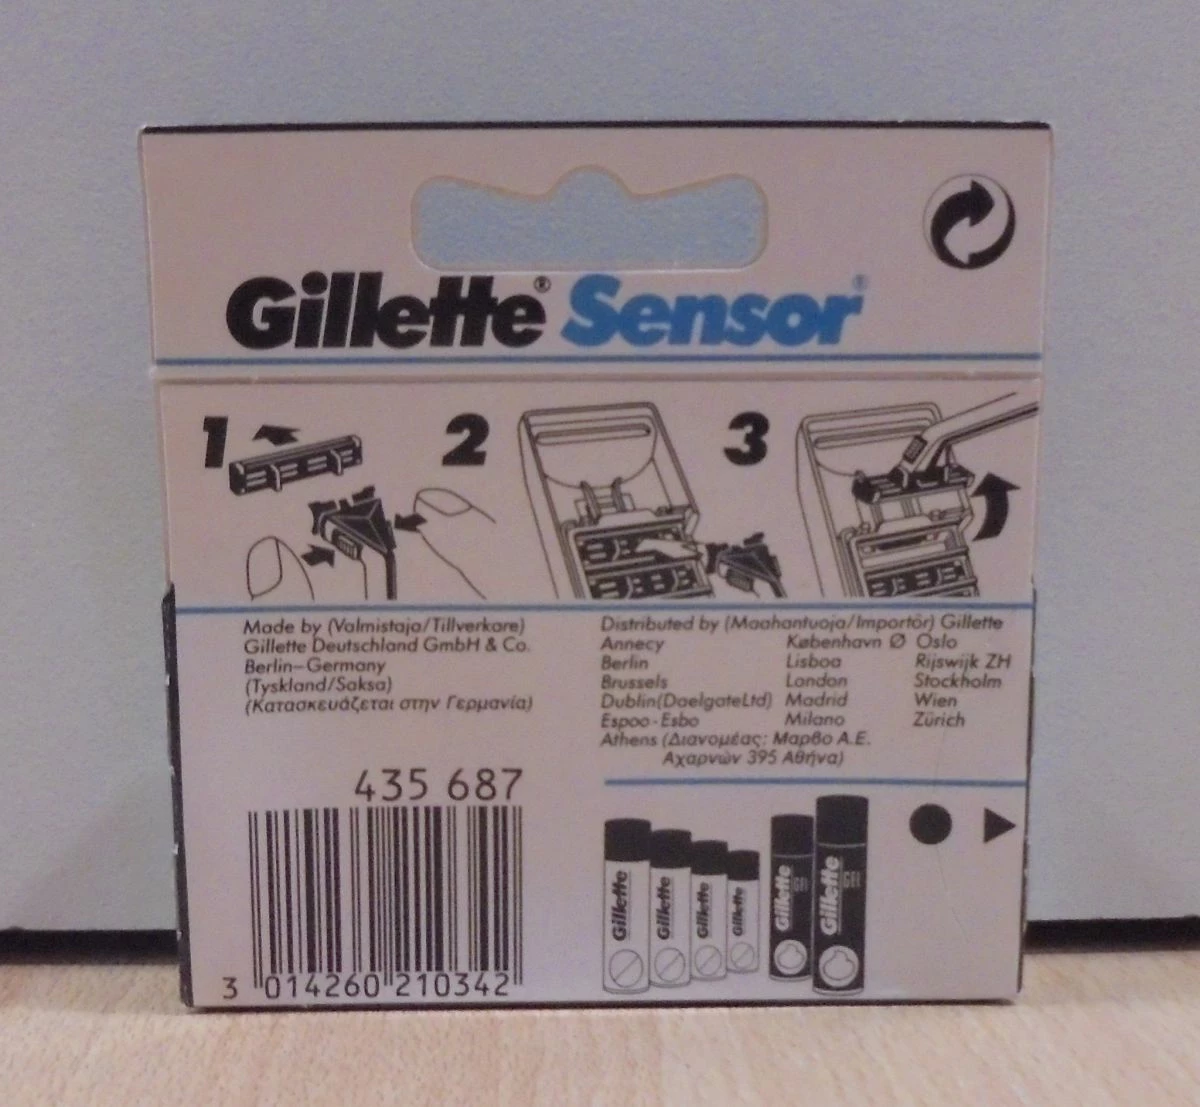 Gillette® Sensor®
1 2 3
Made by (Valmistaja/Tillverkare)
Gillette Deutschland GmbH & Co.
Berlin–Germany
(Tyskland/Saksa)
(Κατασκευάζεται στην Γερμανία)
Distributed by (Maahantuoja/Importör) Gillette
Annecy København Ø Oslo
Berlin Lisboa Rijswijk ZH
Brussels London Stockholm
Dublin(DaelgateLtd) Madrid Wien
Espoo-Esbo Milano Zürich
Athens (Διανομέας: Μαρβο Α.Ε.
Αχαρνών 395 Αθήνα)
435 687
3 014260 210342
Gillette
Gillette
Gillette
Gillette
Gillette GEL
Gillette GEL